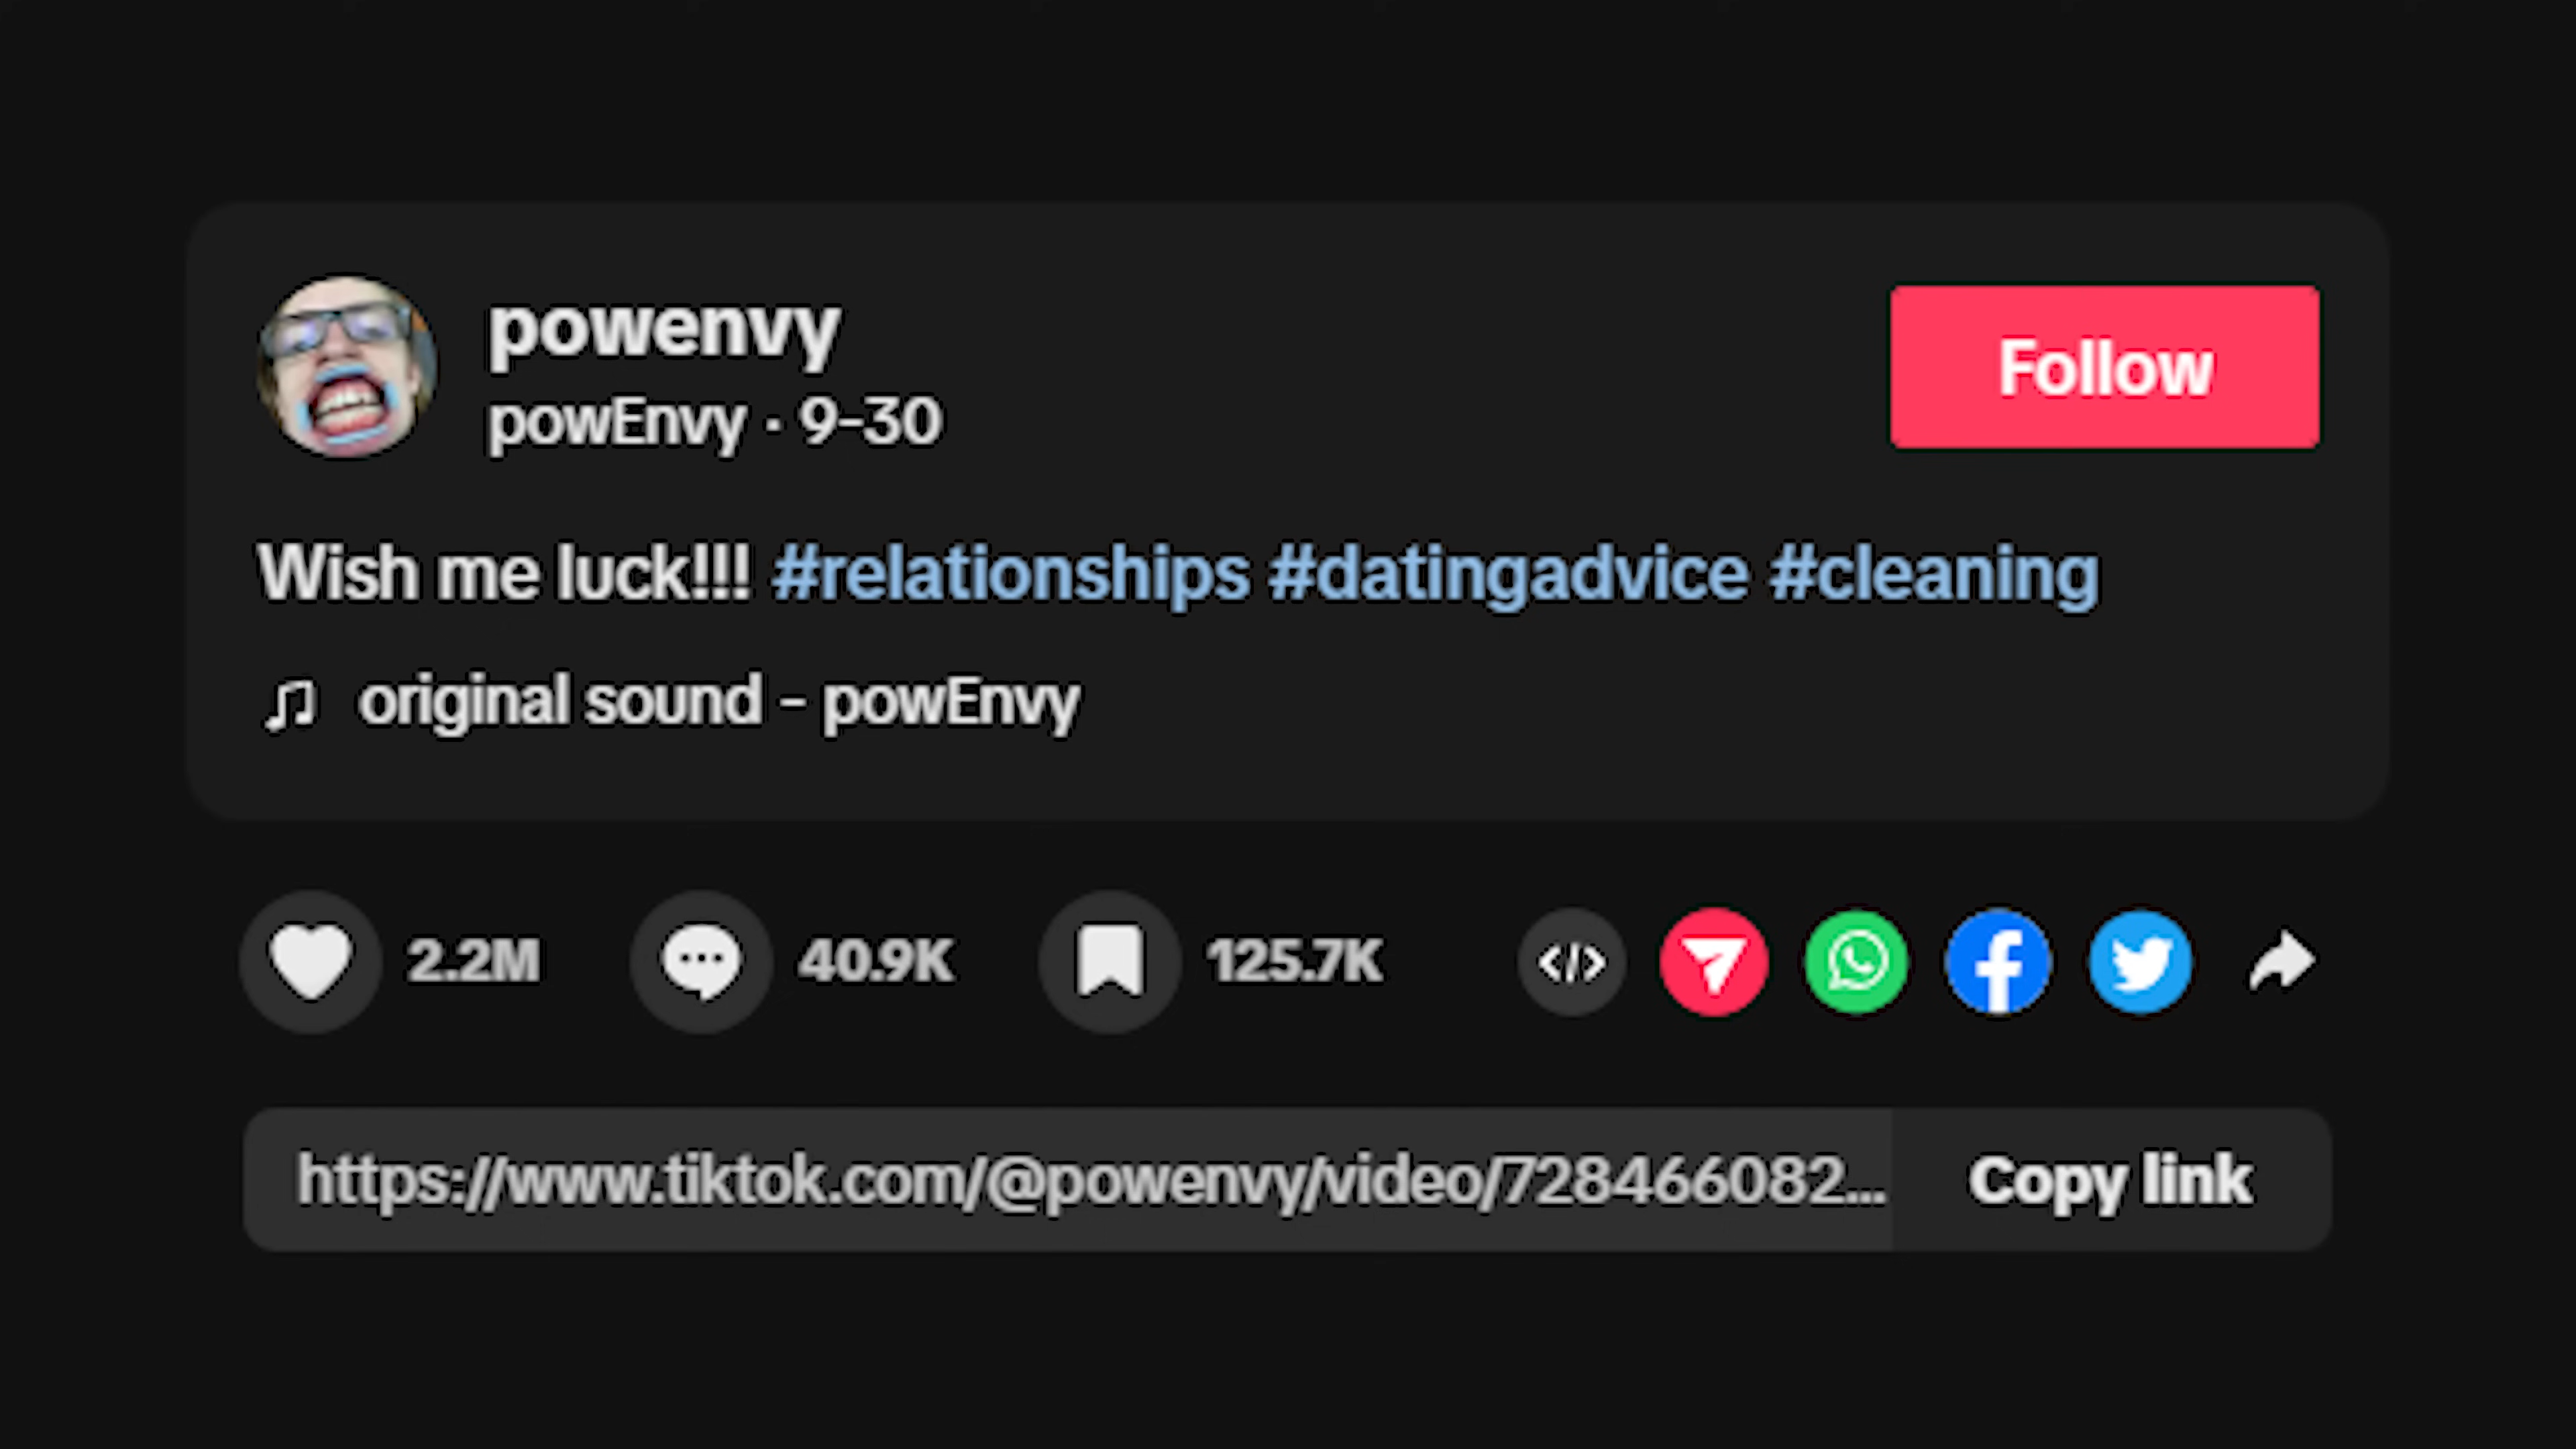 powenvy
powEnvy · 9-30
Follow
Wish me luck!!! #relationships #datingadvice #cleaning
original sound - powEnvy
2.2M 40.9K 125.7K
https://www.tiktok.com/@powenvy/video/728466082... Copy link